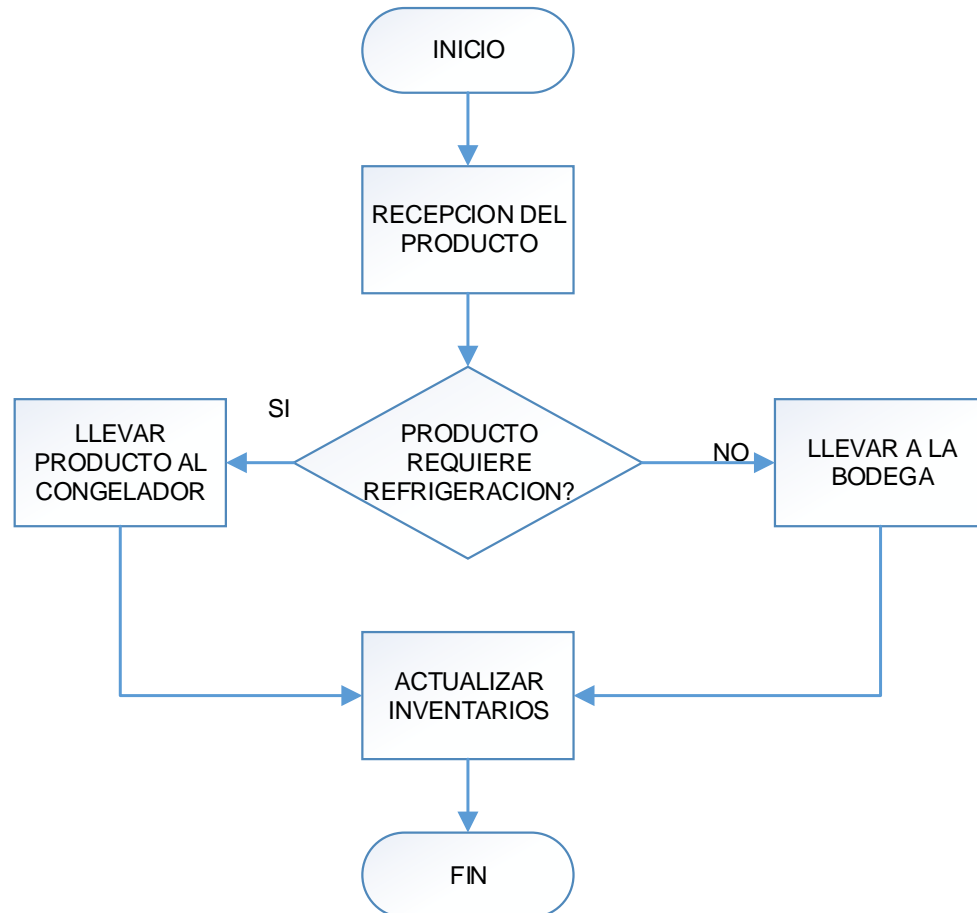 INICIO
RECEPCION DEL
PRODUCTO
SI
LLEVAR
PRODUCTO AL
CONGELADOR
PRODUCTO
REQUIERE
REFRIGERACION?
NO
LLEVAR A LA
BODEGA
ACTUALIZAR
INVENTARIOS
FIN